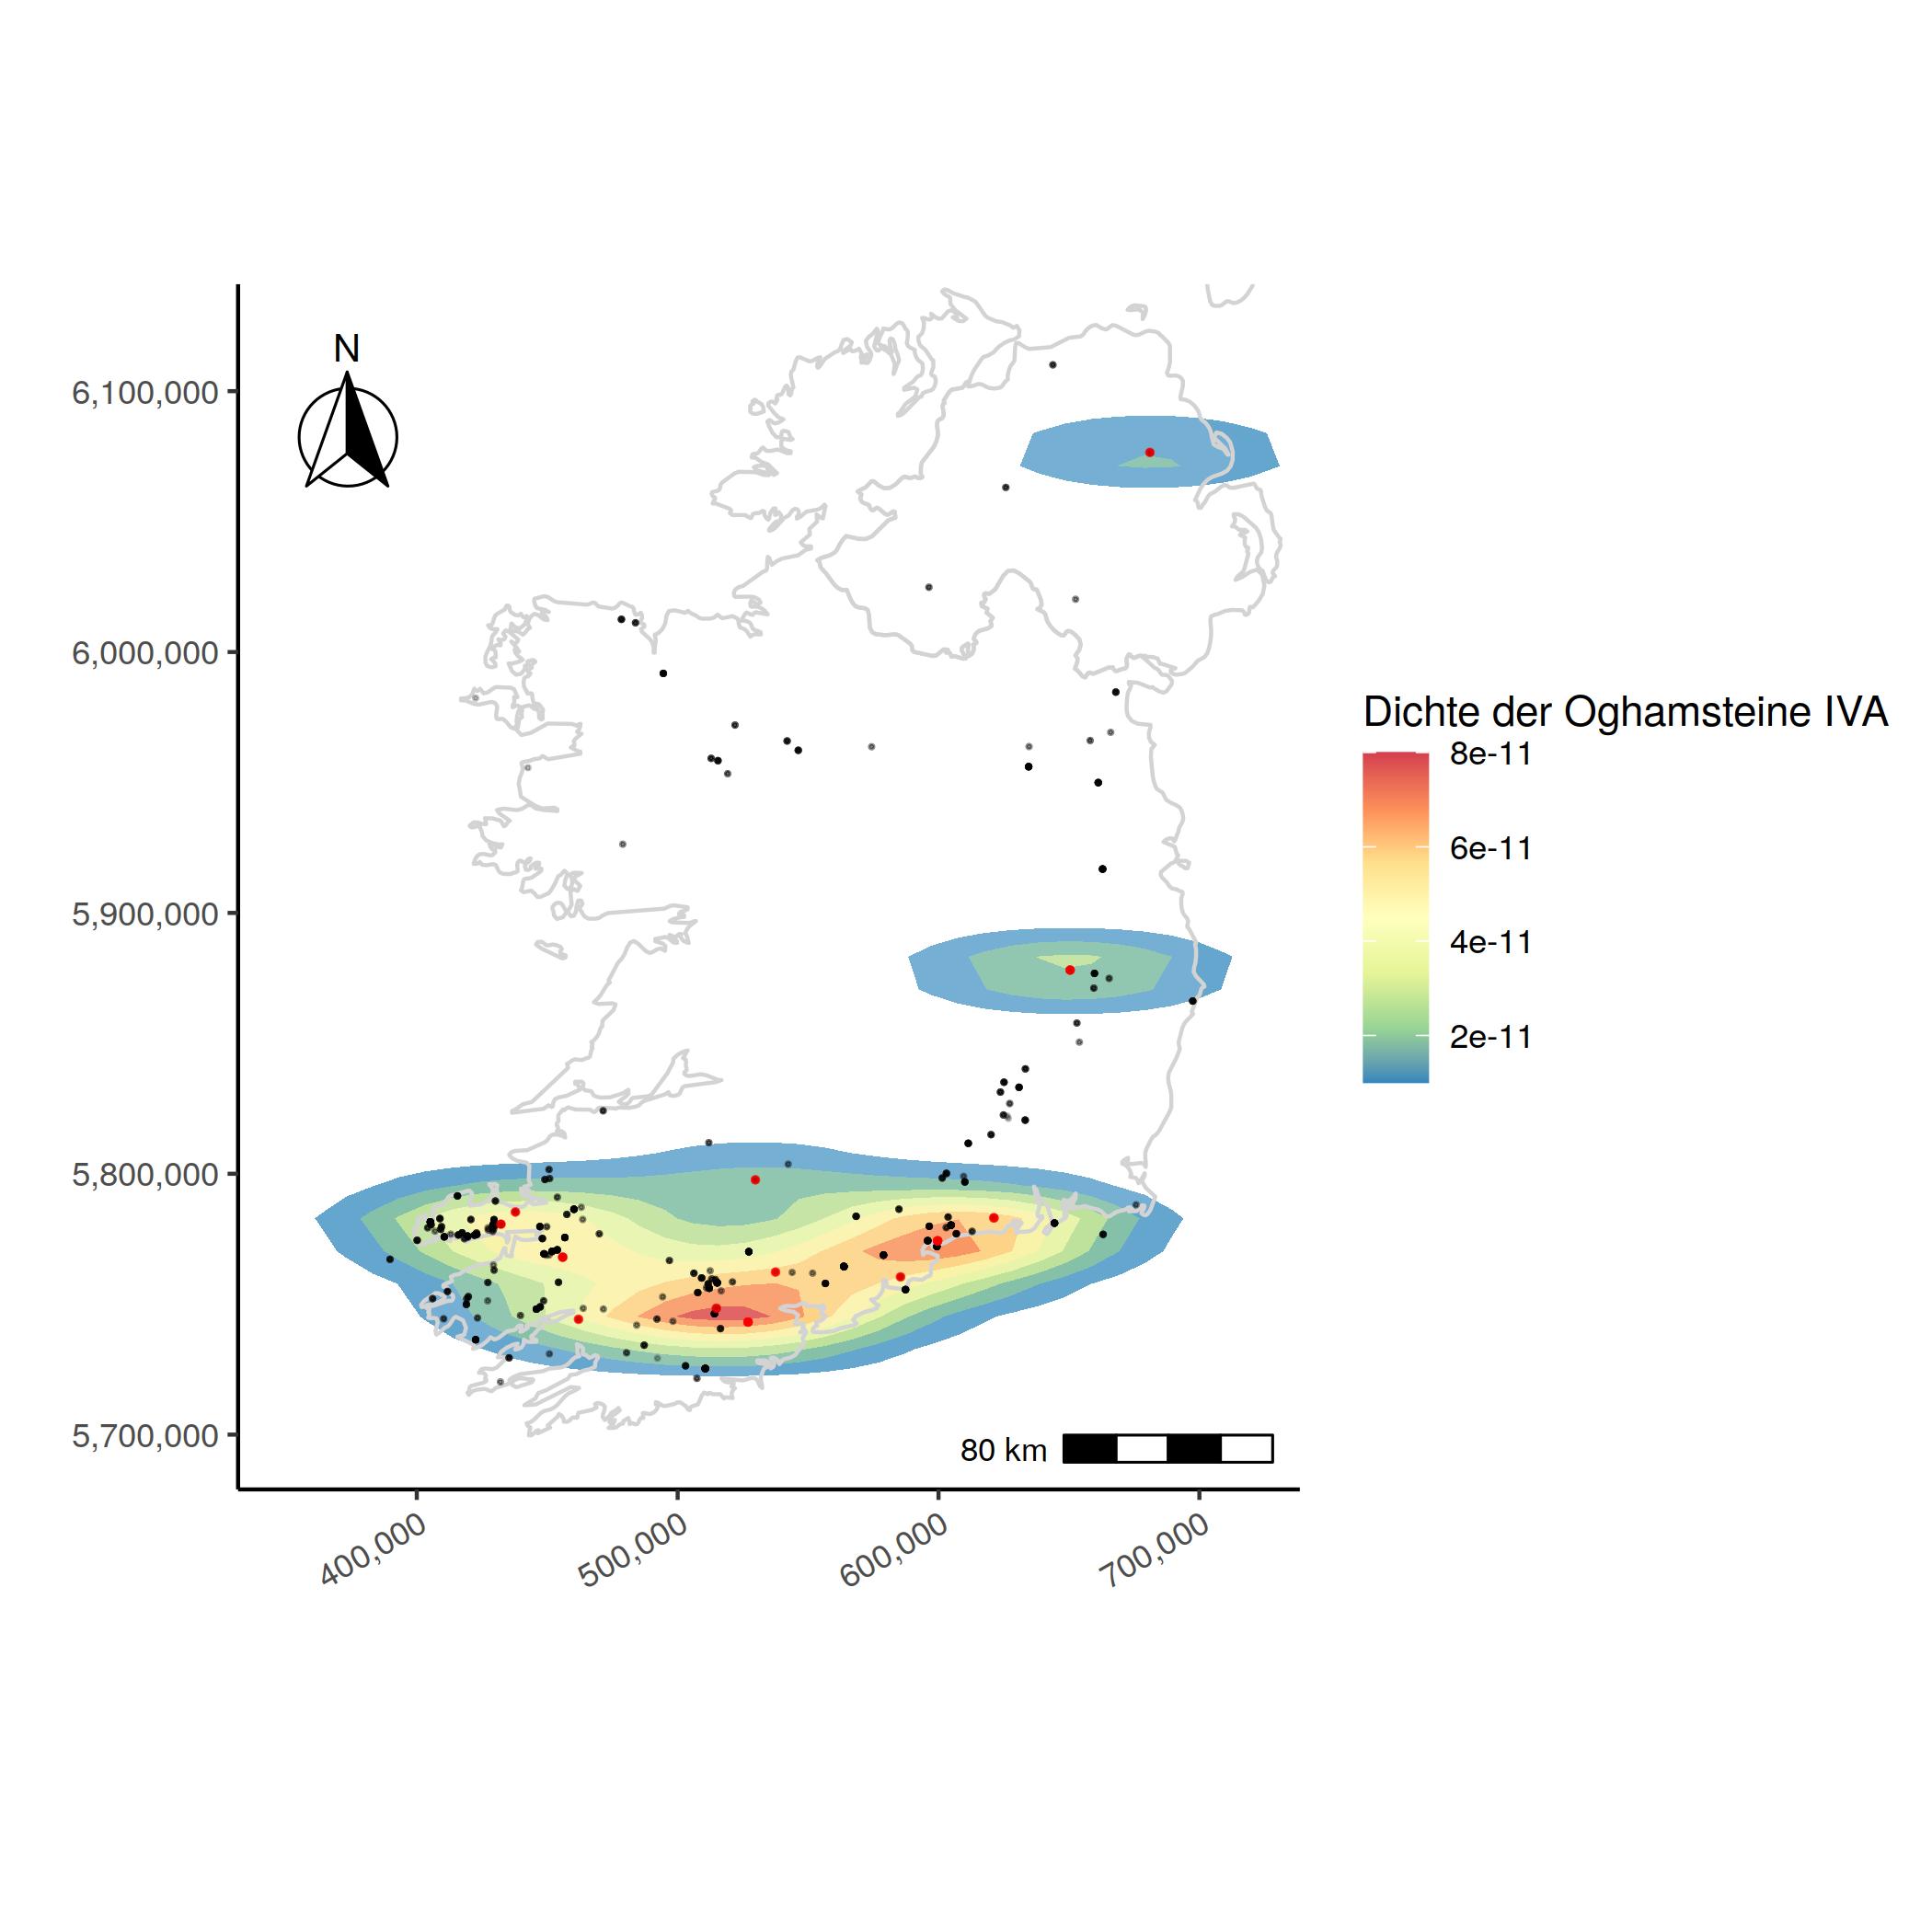 N
6,100,000
6,000,000
5,900,000
5,800,000
5,700,000
80 km
400,000
500,000
600,000
700,000
Dichte der Oghamsteine IVA
8e-11
6e-11
4e-11
2e-11